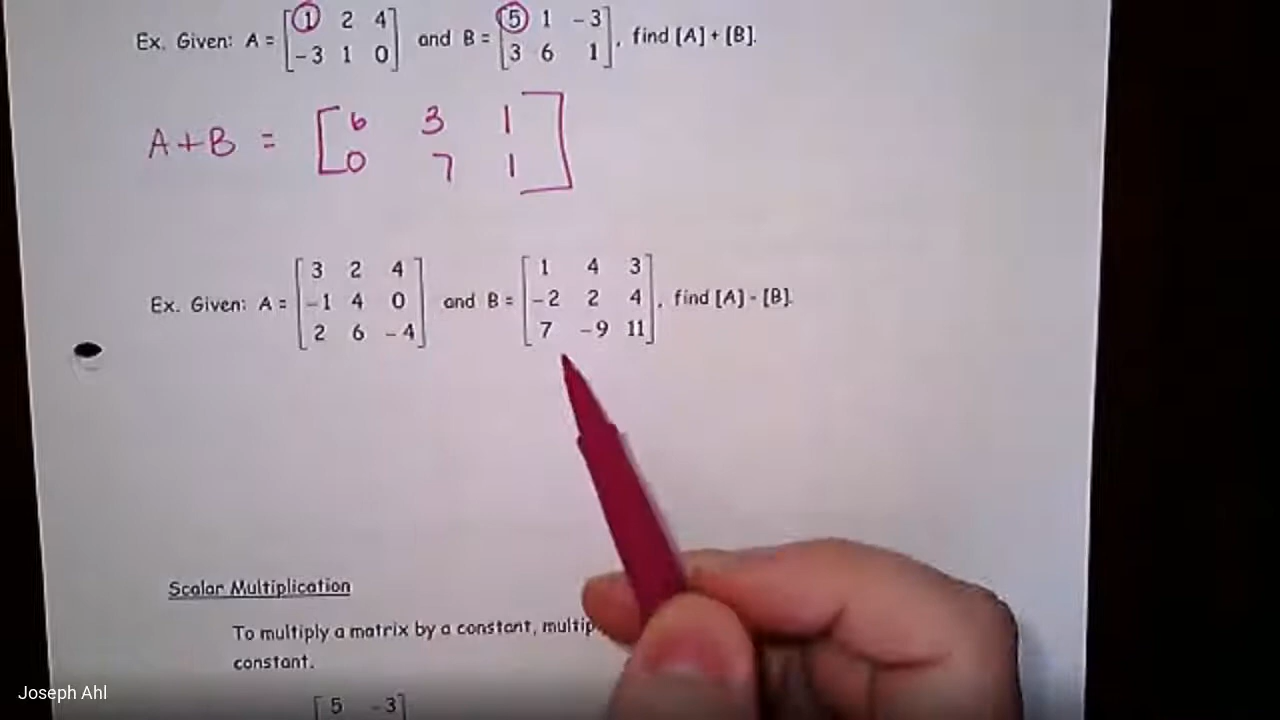 Ex. Given: A = [1 2 4] and B = [5 1 -3], find [A] + [B].
[-3 1 0] [3 6 1]
A+B = [6 3 1]
[0 7 1]
Ex. Given: A = [3 2 4] and B = [1 4 3], find [A] - [B].
[-1 4 0] [-2 2 4]
[2 6 -4] [7 -9 11]
Scalar Multiplication
To multiply a matrix by a constant,
constant.
[5 -3]
Joseph Ahl